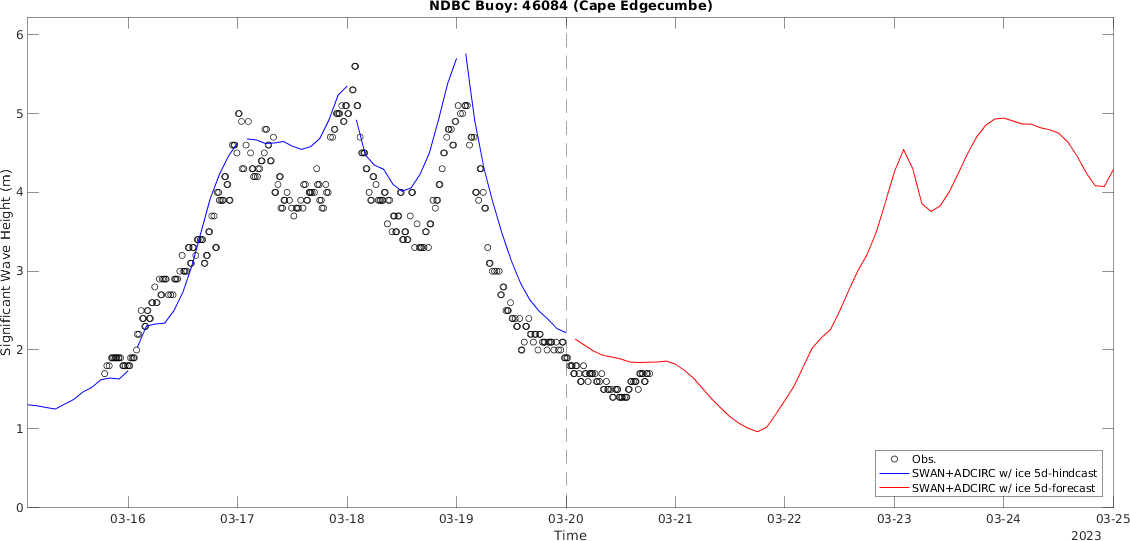 NDBC Buoy: 46084 (Cape Edgecumbe)
Significant Wave Height (m)
6
5
4
3
2
1
0
Obs.
SWAN+ADCIRC w/ ice 5d-hindcast
SWAN+ADCIRC w/ ice 5d-forecast
03-16 03-17 03-18 03-19 03-20 03-21 03-22 03-23 03-24 03-25
Time
2023